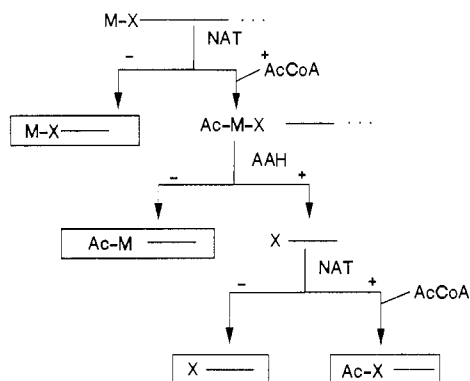 M-X ...
NAT
- +
AcCoA
M-X
Ac-M-X ...
AAH
- +
Ac-M
X
NAT
- +
AcCoA
X
Ac-X